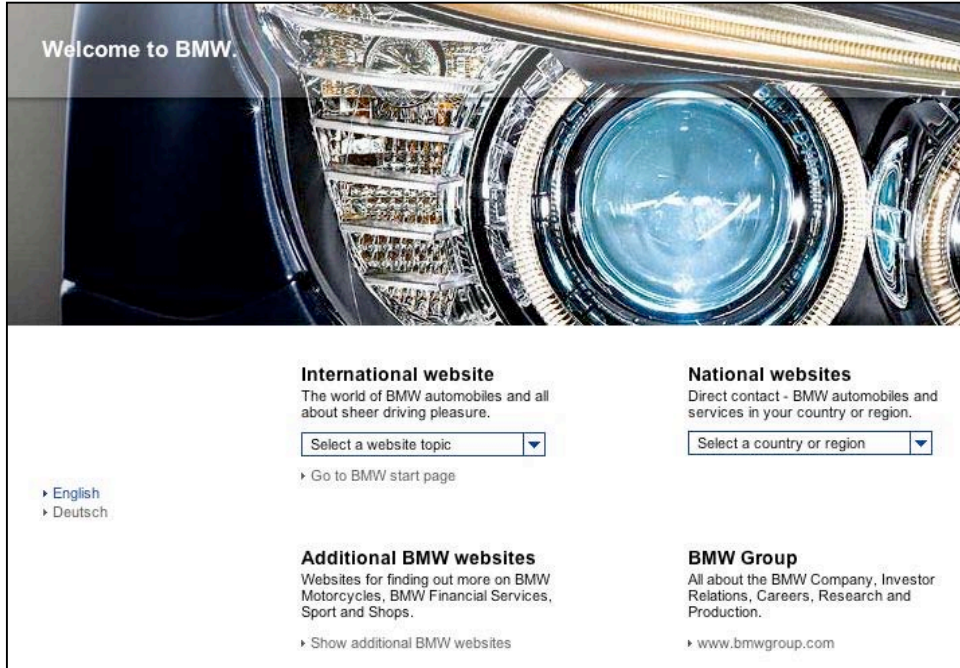 Welcome to BMW.
International website
The world of BMW automobiles and all
about sheer driving pleasure.
Select a website topic
Go to BMW start page
National websites
Direct contact - BMW automobiles and
services in your country or region.
Select a country or region
English
Deutsch
Additional BMW websites
Websites for finding out more on BMW
Motorcycles, BMW Financial Services,
Sport and Shops.
Show additional BMW websites
BMW Group
All about the BMW Company, Investor
Relations, Careers, Research and
Production.
www.bmwgroup.com